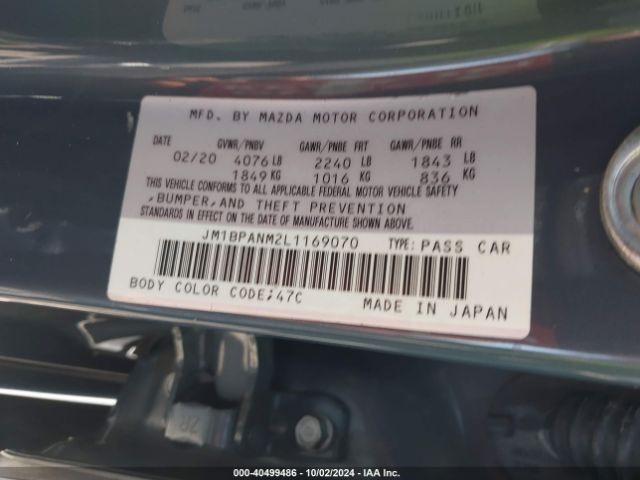 MFD. BY MAZDA MOTOR CORPORATION
GVWR/PNBV GAWR/PNBE FRT GAWR/PNBE RR
02/20 4076 LB 2240 LB 1843 LB
1849 KG 1016 KG 836 KG
THIS VEHICLE CONFORMS TO ALL APPLICABLE FEDERAL MOTOR VEHICLE SAFETY
,BUMPER,AND THEFT PREVENTION
STANDARDS IN EFFECT ON THE DATE OF MANUFACTURE SHOWN ABOVE.
JM1BPANM2L1169070 TYPE: PASS CAR
BODY COLOR CODE;47C MADE IN JAPAN
000-40499486 - 10/02/2024 - IAA Inc.